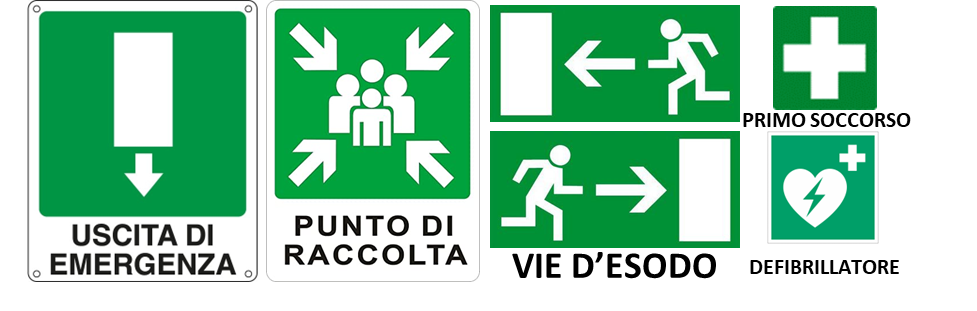 USCITA DI
EMERGENZA
PUNTO DI
RACCOLTA
VIE D’ESODO
PRIMO SOCCORSO
DEFIBRILLATORE